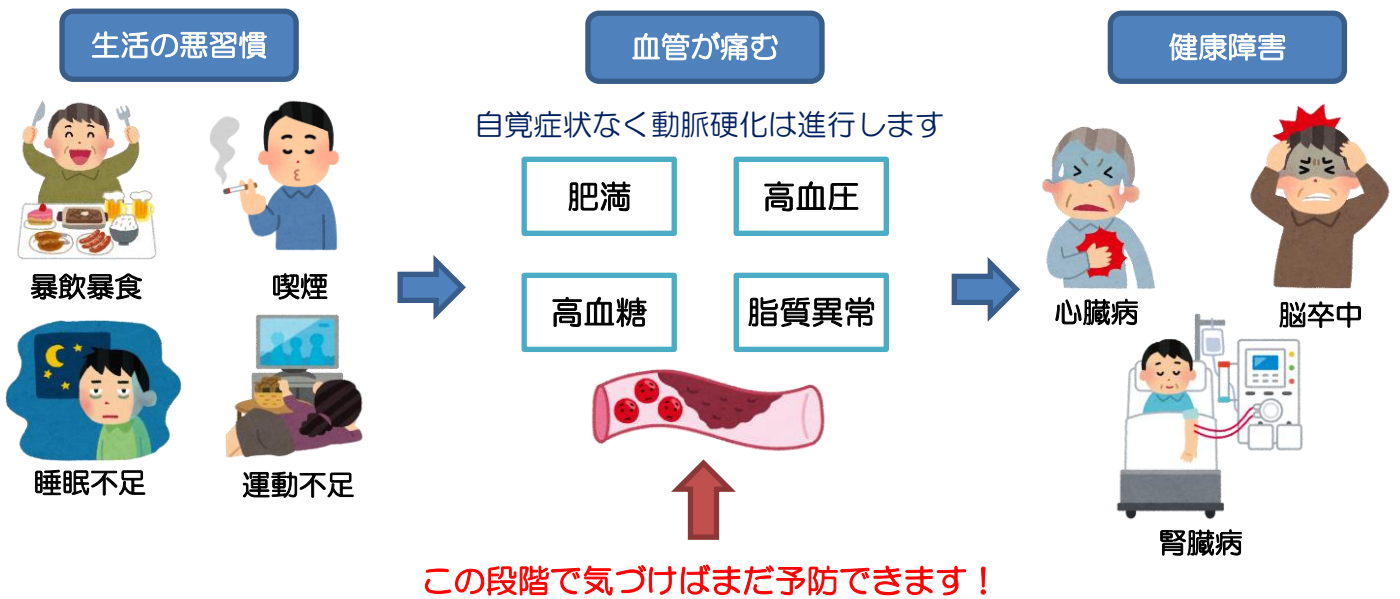 生活の悪習慣
暴飲暴食
喫煙
睡眠不足
運動不足
血管が痛む
自覚症状なく動脈硬化は進行します
肥満
高血圧
高血糖
脂質異常
この段階で気づけばまだ予防できます！
健康障害
心臓病
脳卒中
腎臓病